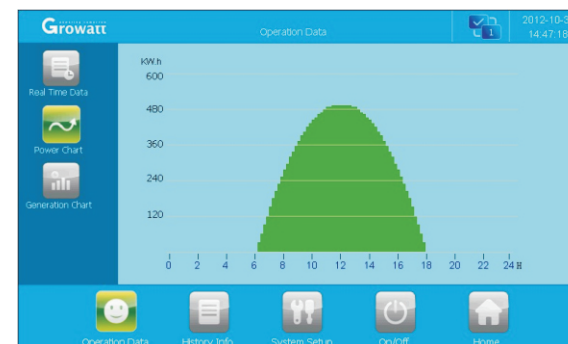 Growatt
Operation Data
1
2012-10-3
14:47:18
Real Time Data
Power Chart
Generation Chart
KW.h
600
480
360
240
120
0 2 4 6 8 10 12 14 16 18 20 22 24 H
Operation Data
History Info
System Setup
On/Off
Home